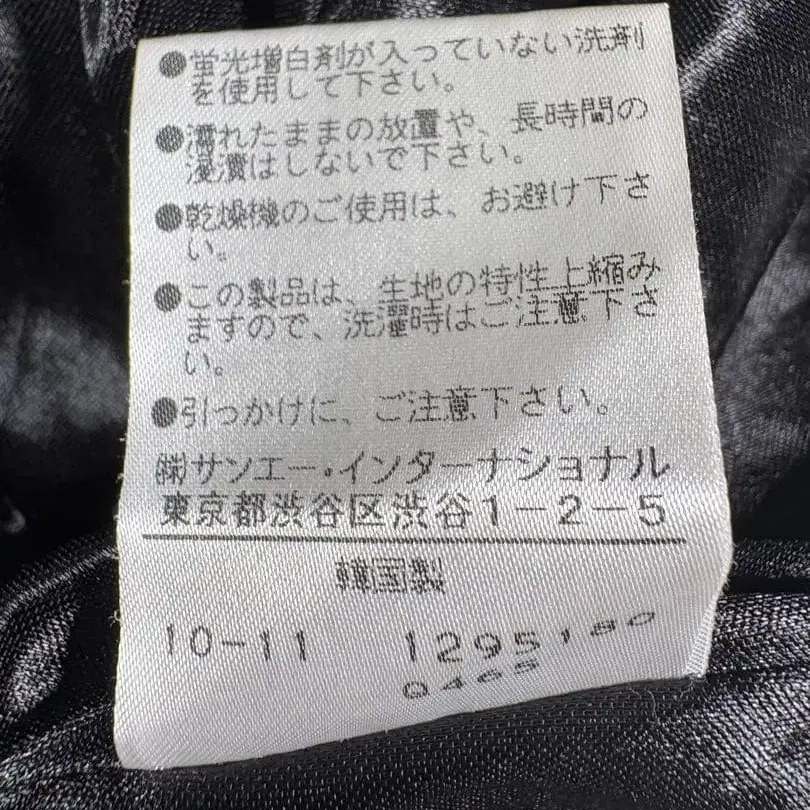 ●蛍光増白剤が入っていない洗剤
を使用して下さい。
●濡れたままの放置や、長時間の
浸漬はしないで下さい。
●乾燥機のご使用は、お避け下さ
い。
●この製品は、生地の特性上縮み
ますので、洗濯時はご注意下さ
い。
●引っかけに、ご注意下さい。
㈱サンエー・インターナショナル
東京都渋谷区渋谷1-2-5
韓国製
10-11 1295180
0465